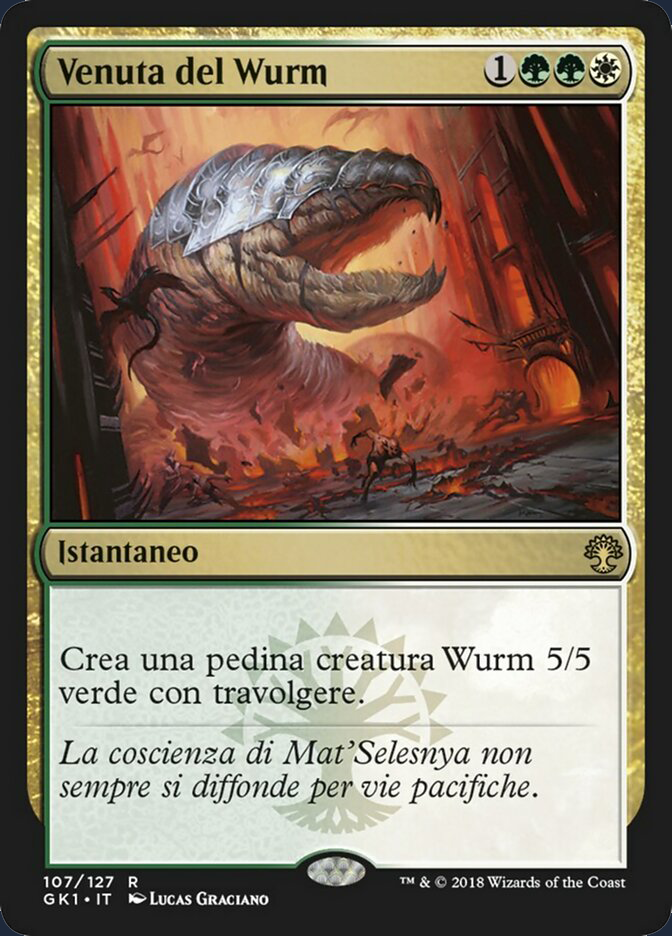 Venuta del Wurm 1
Istantaneo
Crea una pedina creatura Wurm 5/5
verde con travolgere.
La coscienza di Mat'Selesnya non
sempre si diffonde per vie pacifiche.
107/127 R
GK1 • IT Lucas Graciano
™ & © 2018 Wizards of the Coast